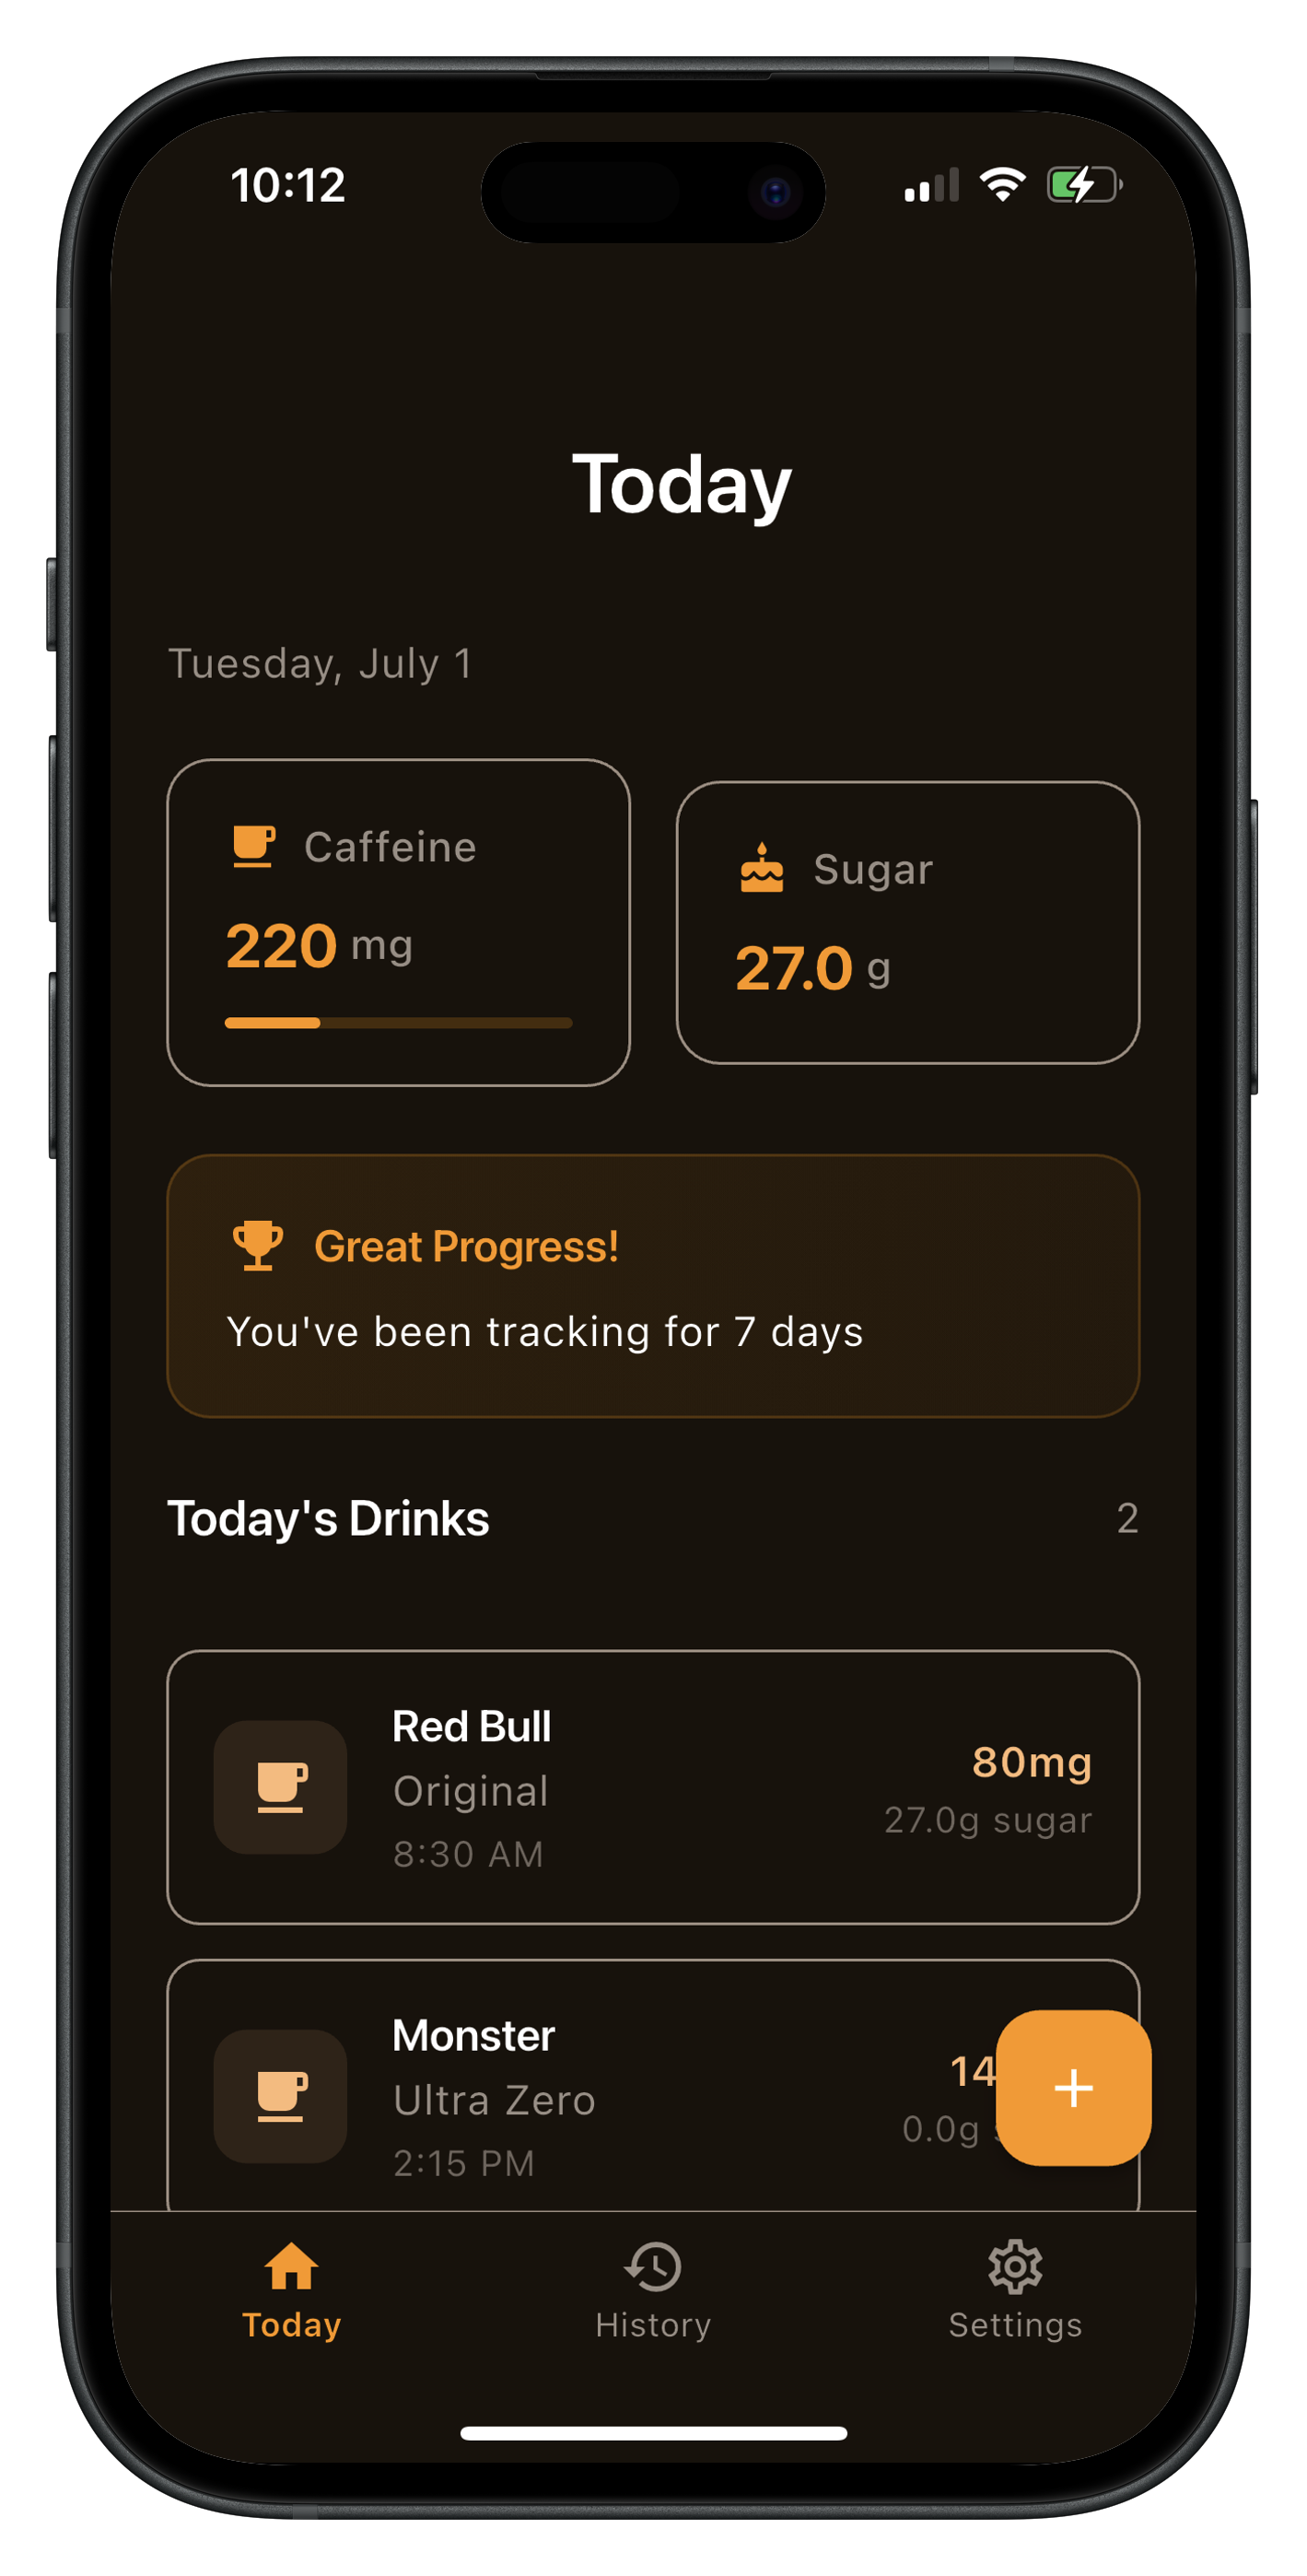 10:12
Today
Tuesday, July 1
Caffeine
220 mg
Sugar
27.0 g
Great Progress!
You've been tracking for 7 days
Today's Drinks
2
Red Bull
Original
8:30 AM
80mg
27.0g sugar
Monster
Ultra Zero
2:15 PM
14
0.0g
+
Today
History
Settings